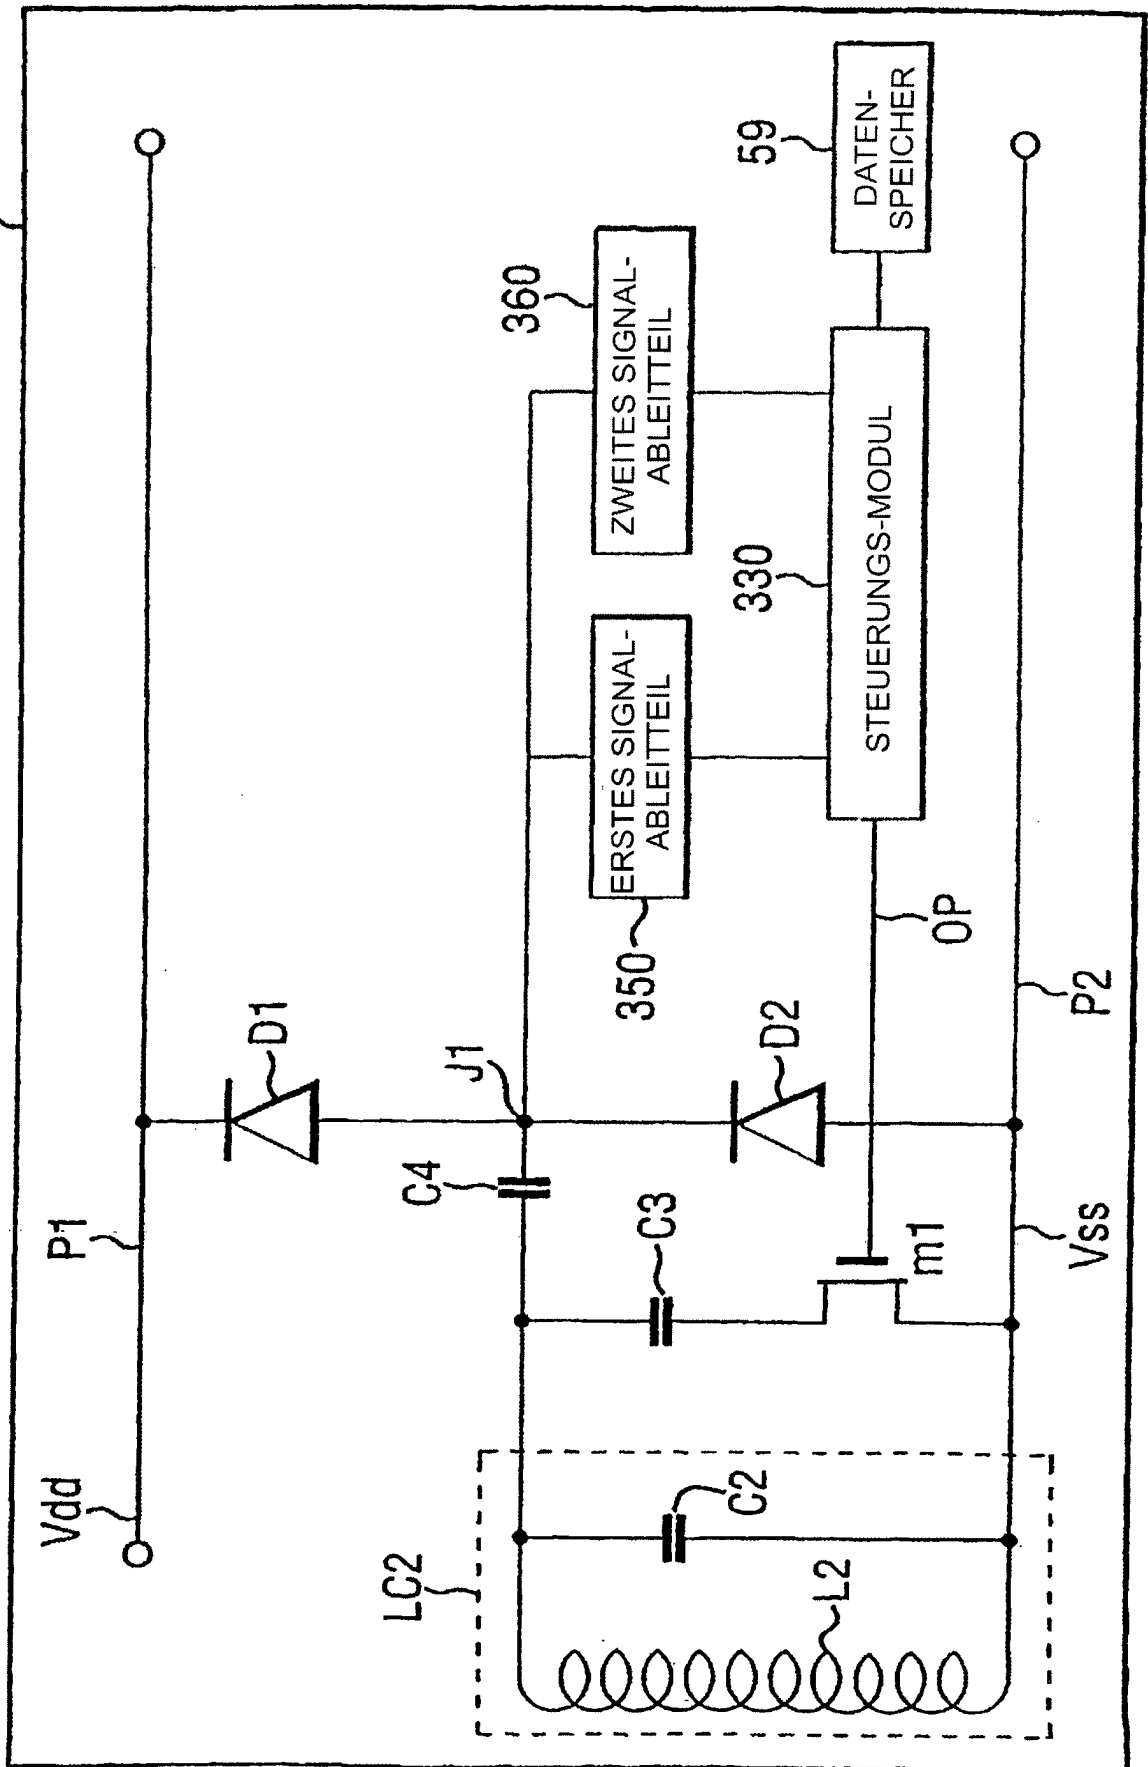 Vdd
P1
D1
LC2
C4
J1
360
ZWEITES SIGNAL-
ABLEITTEIL
ERSTES SIGNAL-
ABLEITTEIL
350
C2
C3
D2
330
59
L2
m1
OP
STEUERUNGS-MODUL
DATEN-
SPEICHER
Vss
P2